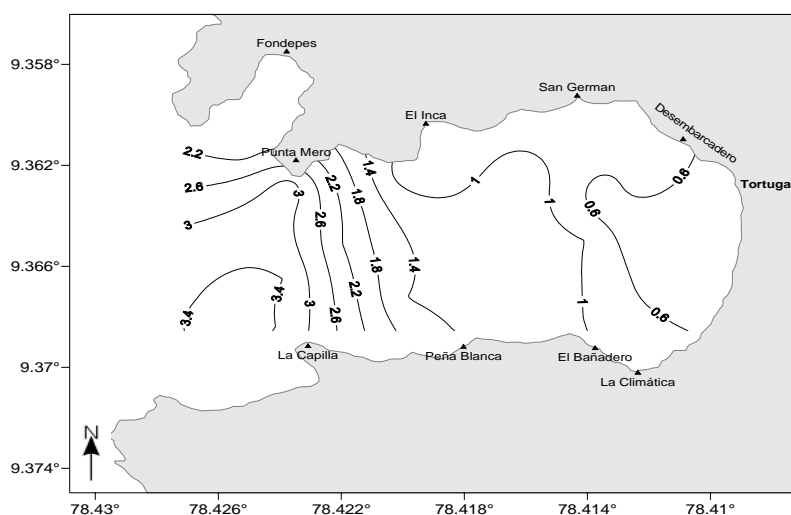 Fondepes
9.358°
San German
El Inca
Desembarcadero
2.2
Punta Mero
1.4
9.362°
2.6
2.2
1
0.6
Tortuga
3
3
1.8
1
0.6
2.6
9.366°
1.8
1.4
2.2
3.4
3.4
3
2.6
1
0.6
La Capilla
Peña Blanca
El Bañadero
9.37°
La Climática
N
9.374°
78.43°
78.426°
78.422°
78.418°
78.414°
78.41°